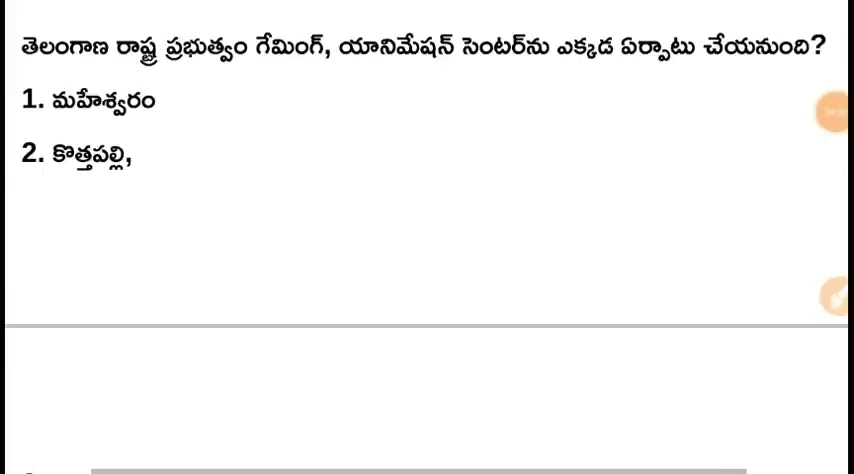 తెలంగాణ రాష్ట్ర ప్రభుత్వం గేమింగ్, యానిమేషన్ సెంటర్‌ను ఎక్కడ ఏర్పాటు చేయనుంది?
1. మహేశ్వరం
2. కొత్తపల్లి,